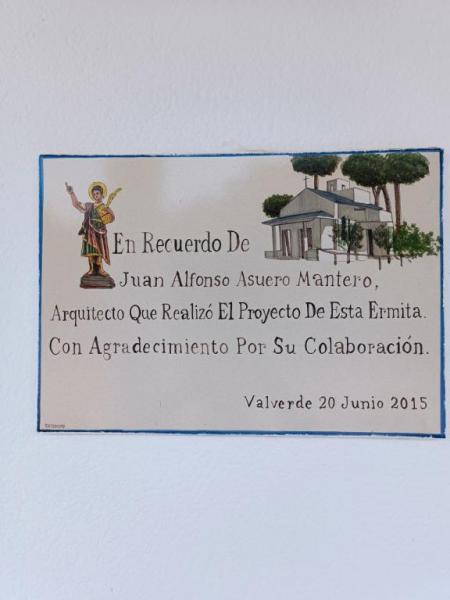 En Recuerdo De
Juan Alfonso Asuero Mantero,
Arquitecto Que Realizó El Proyecto De Esta Ermita.
Con Agradecimiento Por Su Colaboración.
Valverde 20 Junio 2015